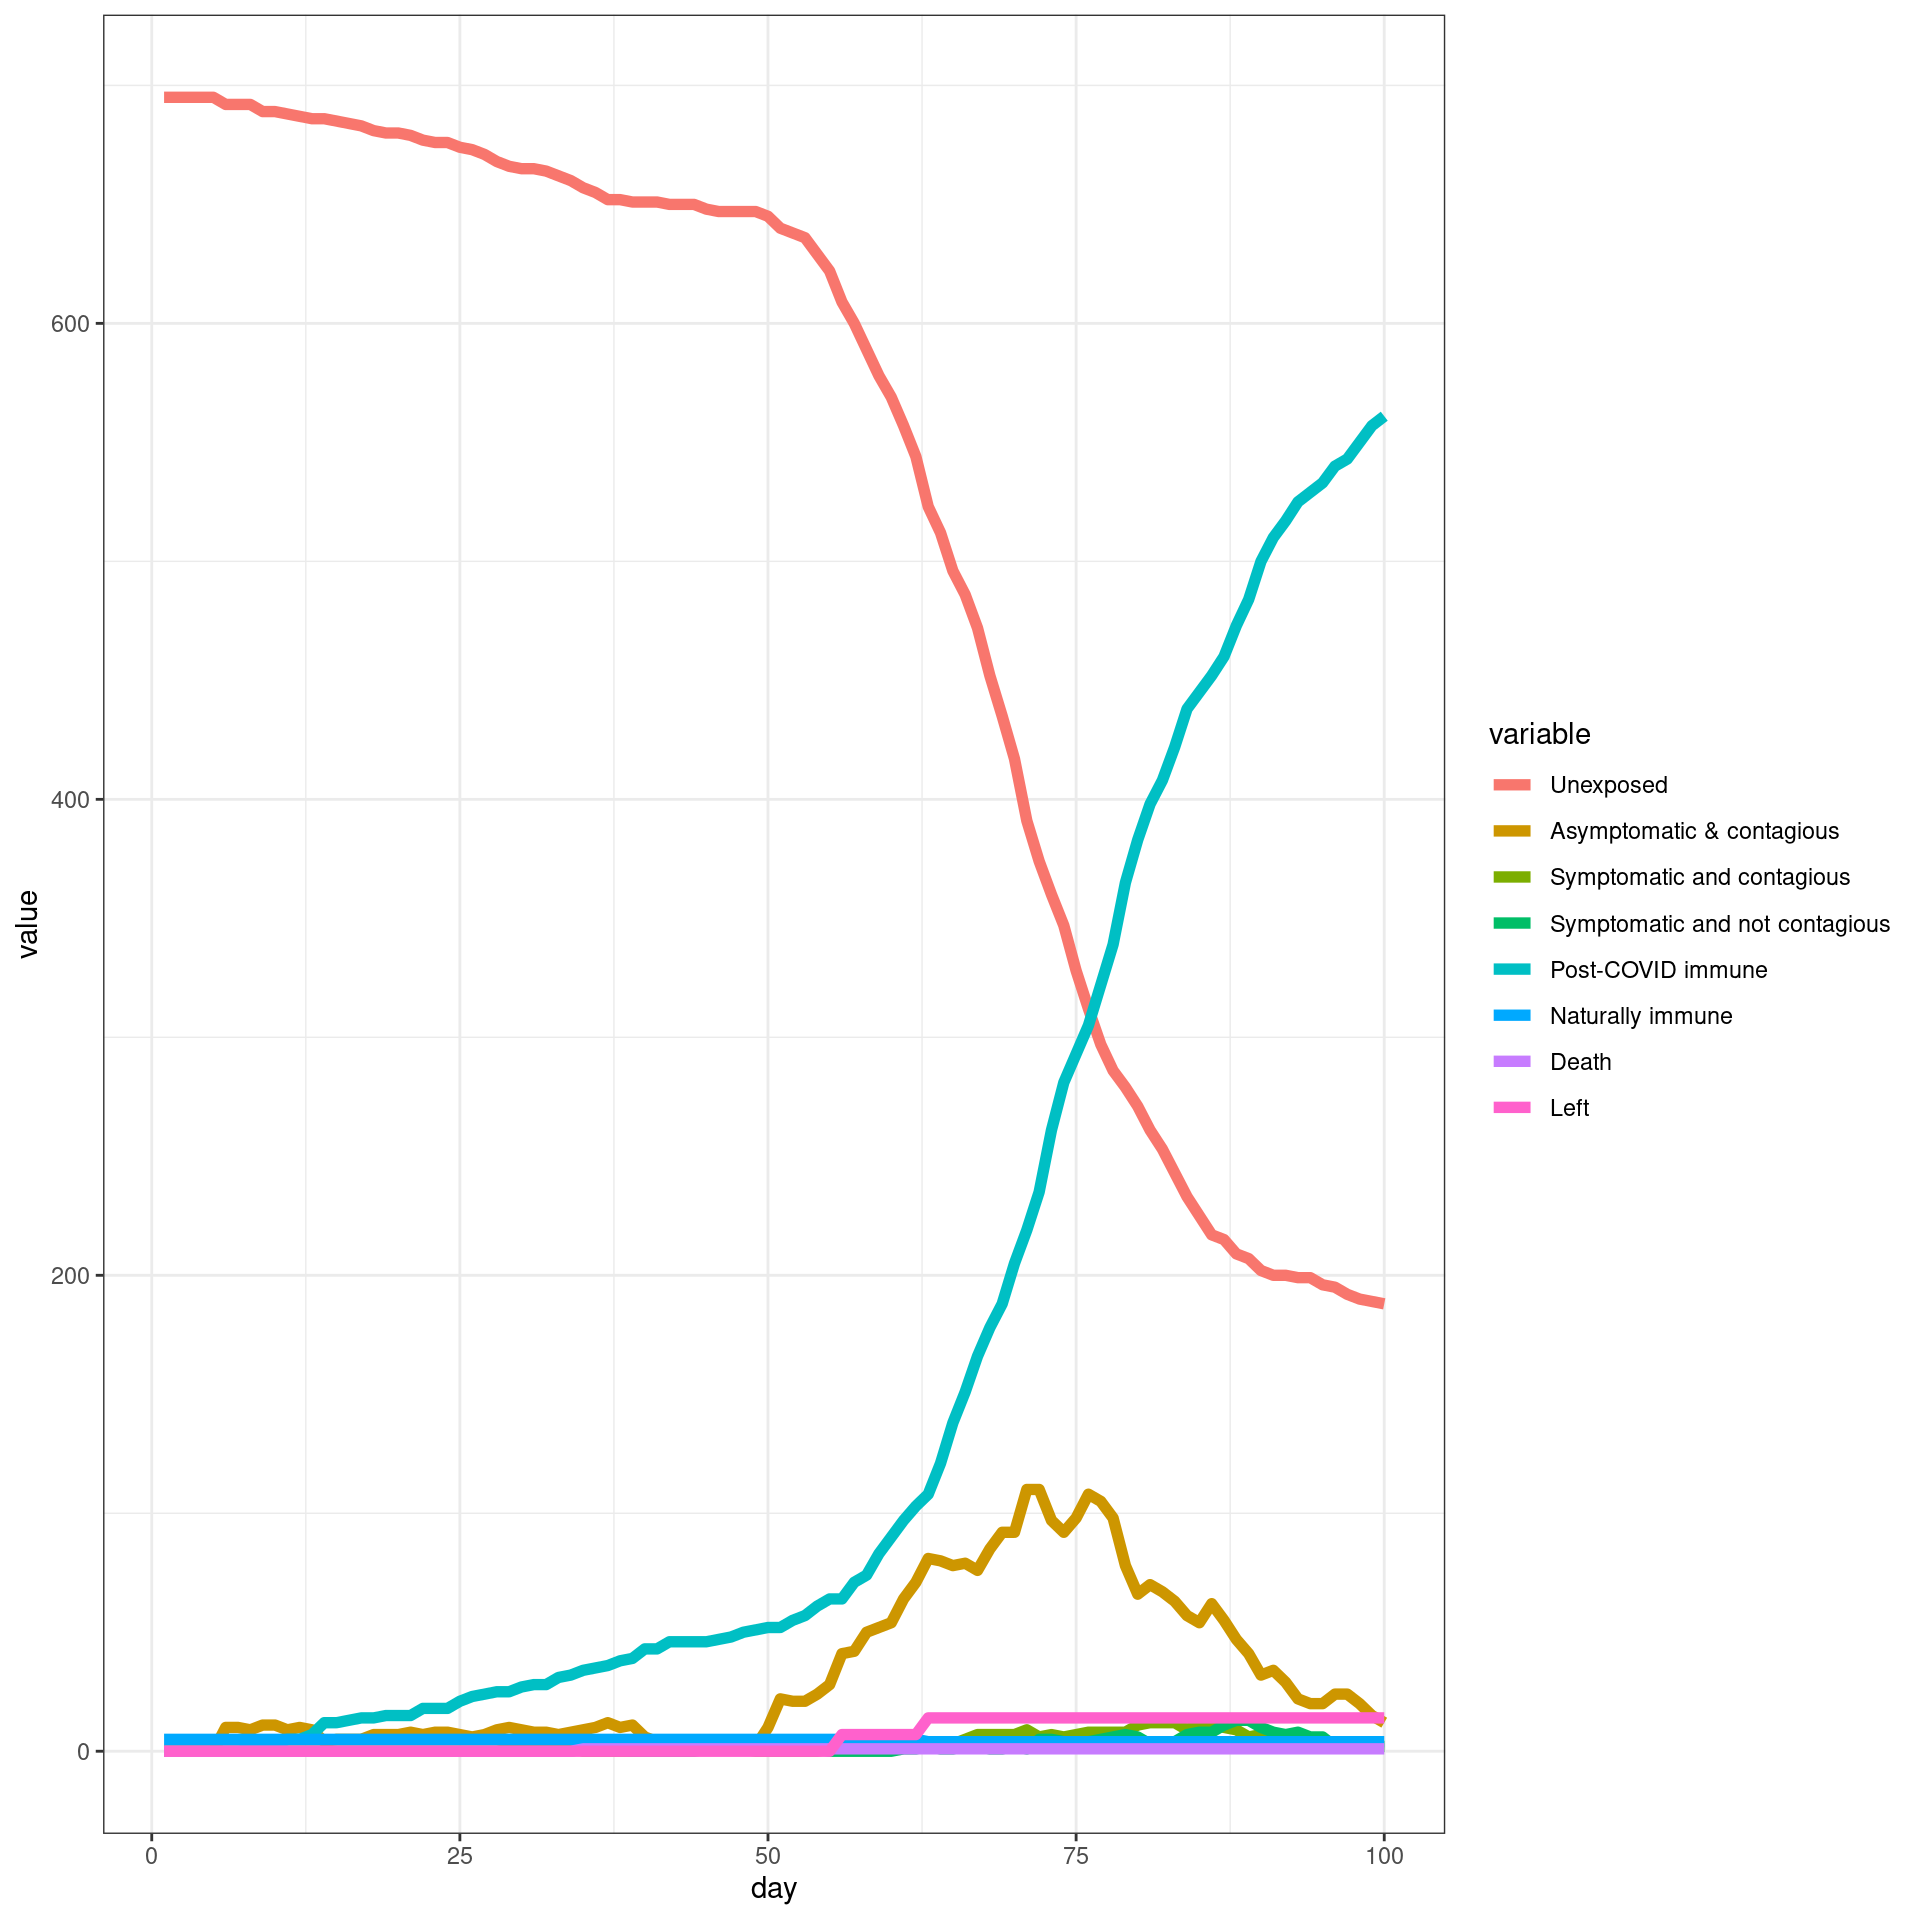 value
600
400
200
0
0 25 50 75 100
day
variable
Unexposed
Asymptomatic & contagious
Symptomatic and contagious
Symptomatic and not contagious
Post-COVID immune
Naturally immune
Death
Left